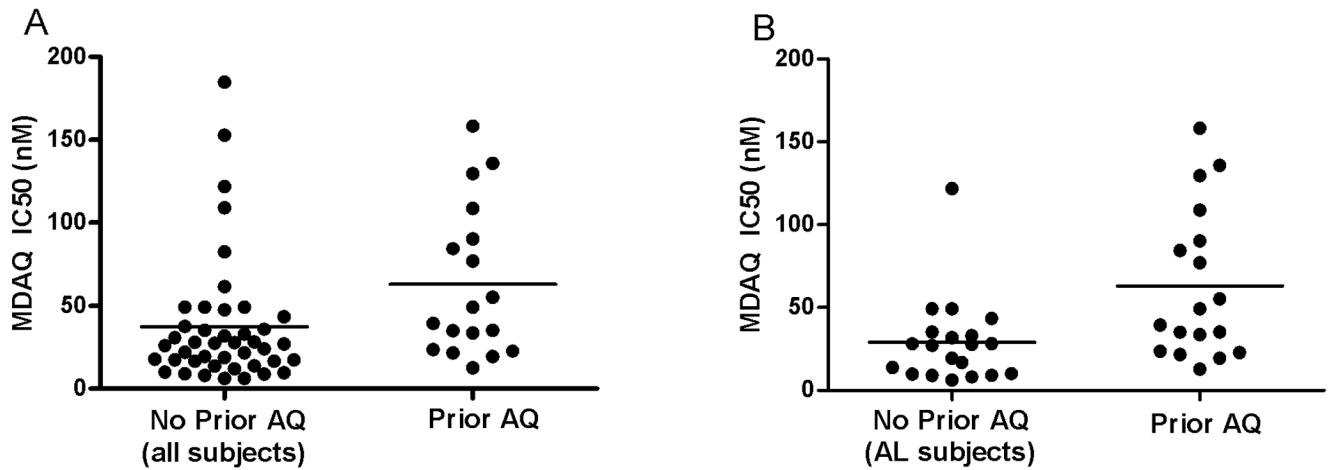 A
MDAQ IC50 (nM)
200
150
100
50
0
No Prior AQ
(all subjects)
Prior AQ
B
MDAQ IC50 (nM)
200
150
100
50
0
No Prior AQ
(AL subjects)
Prior AQ